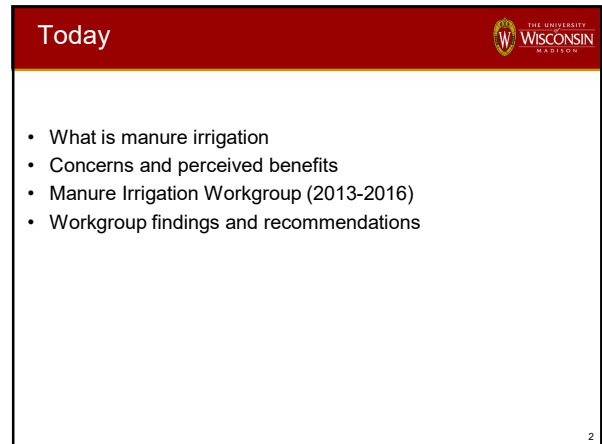 Today
THE UNIVERSITY
of
WISCONSIN
MADISON
• What is manure irrigation
• Concerns and perceived benefits
• Manure Irrigation Workgroup (2013-2016)
• Workgroup findings and recommendations
2